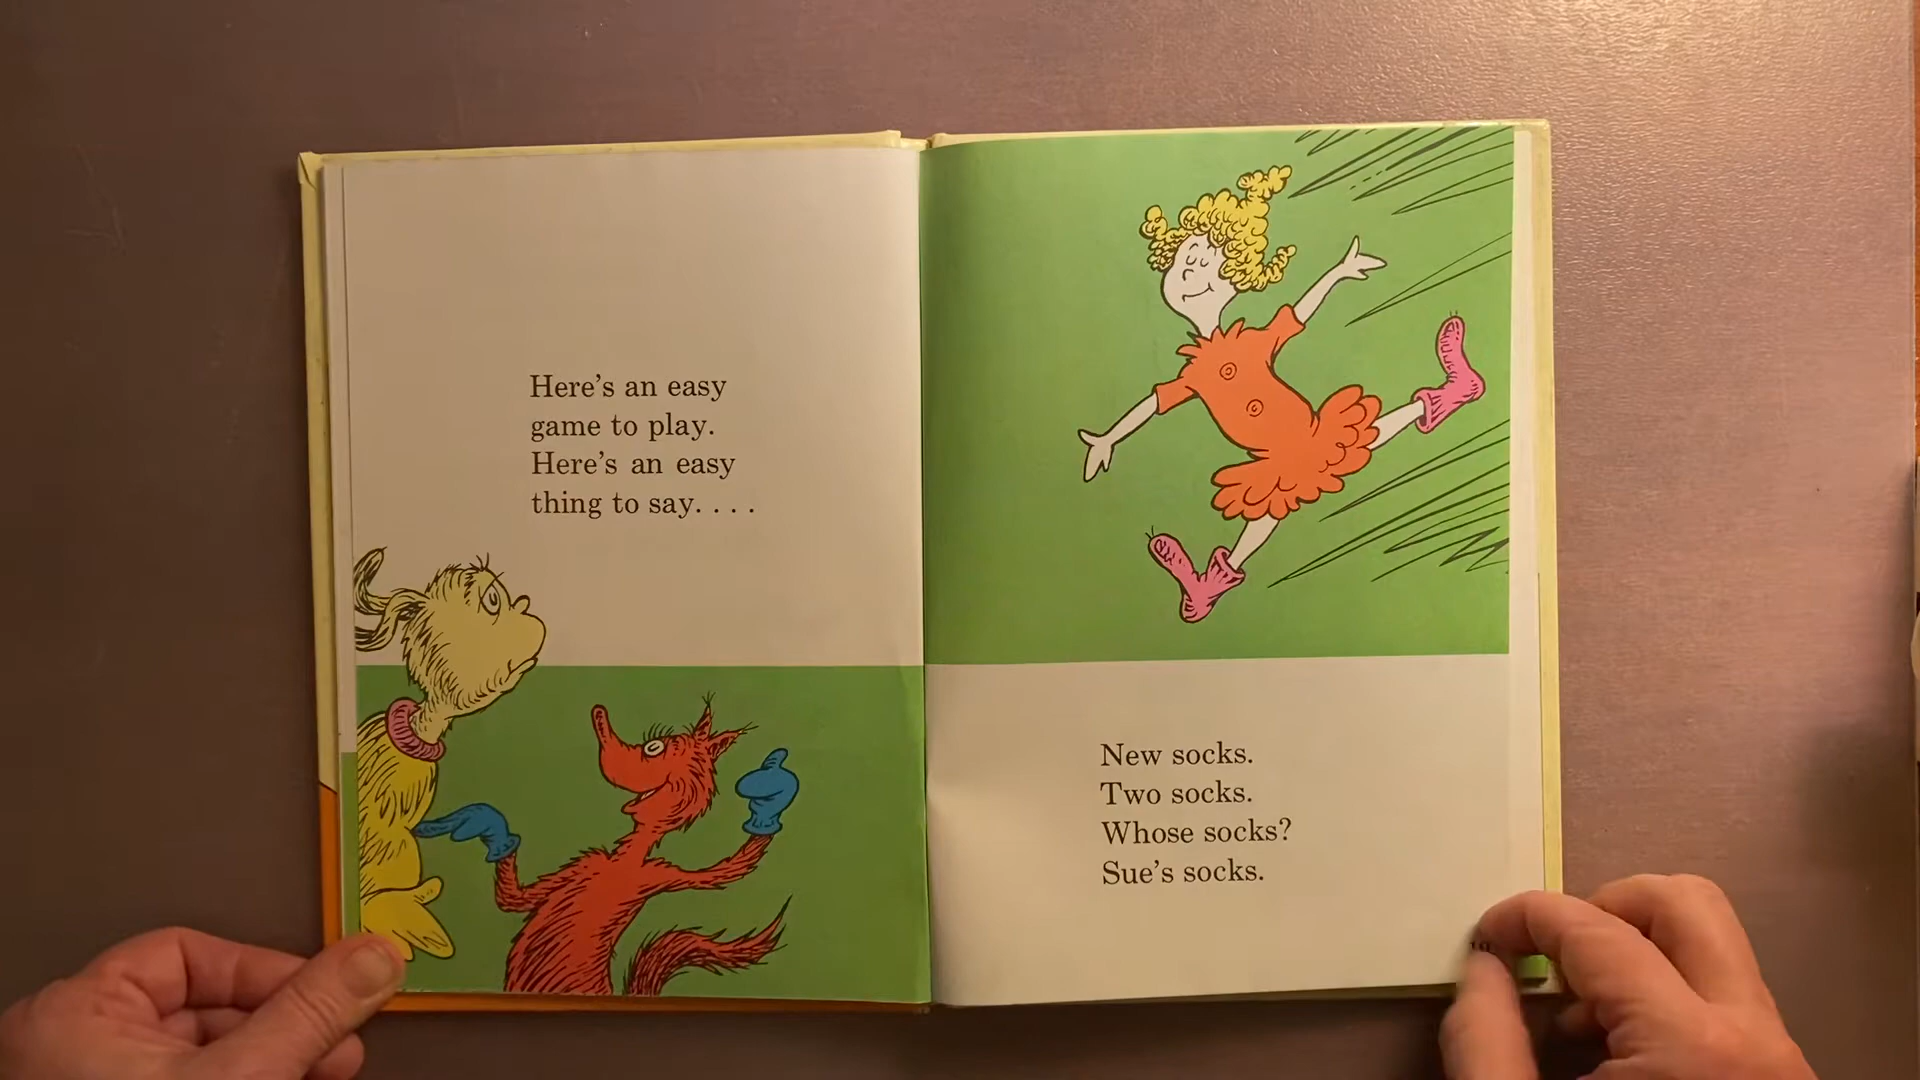 Here's an easy
game to play.
Here's an easy
thing to say. . . .
New socks.
Two socks.
Whose socks?
Sue's socks.